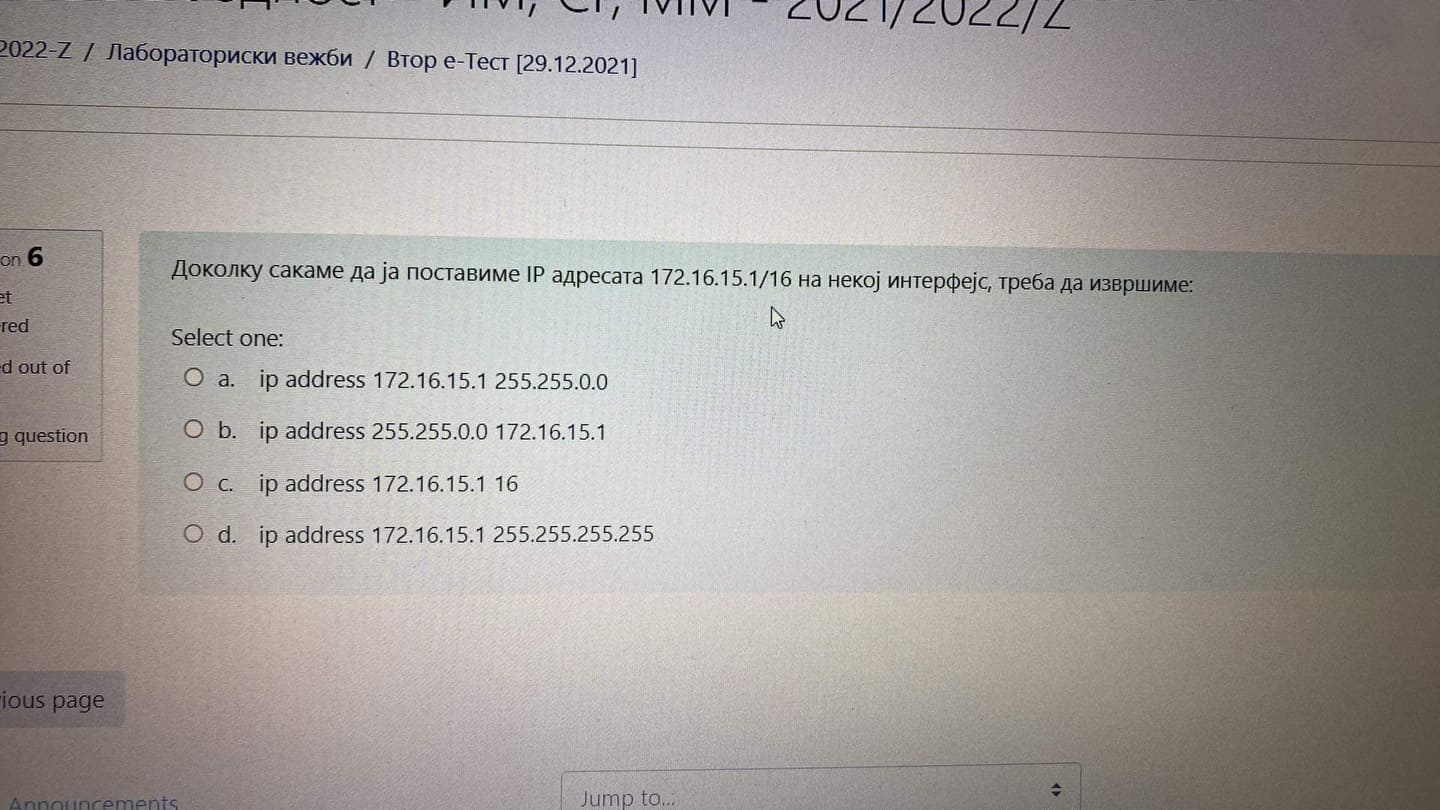 ИМ, СГ, ММ - 2021/2022/Z
2022-Z / Лабораториски вежби / Втор е-Тест [29.12.2021]
6
Доколку сакаме да ја поставиме IP адресата 172.16.15.1/16 на некој интерфејс, треба да извршиме:
d out of
g question
Select one:
a. ip address 172.16.15.1 255.255.0.0
b. ip address 255.255.0.0 172.16.15.1
c. ip address 172.16.15.1 16
d. ip address 172.16.15.1 255.255.255.255
ious page
Announcements
Jump to...